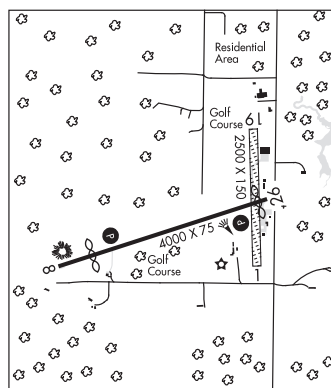 Residential
Area
Golf
Course
19
2500 X 150
26
P
4000 X 75
P
Golf
Course
8
1